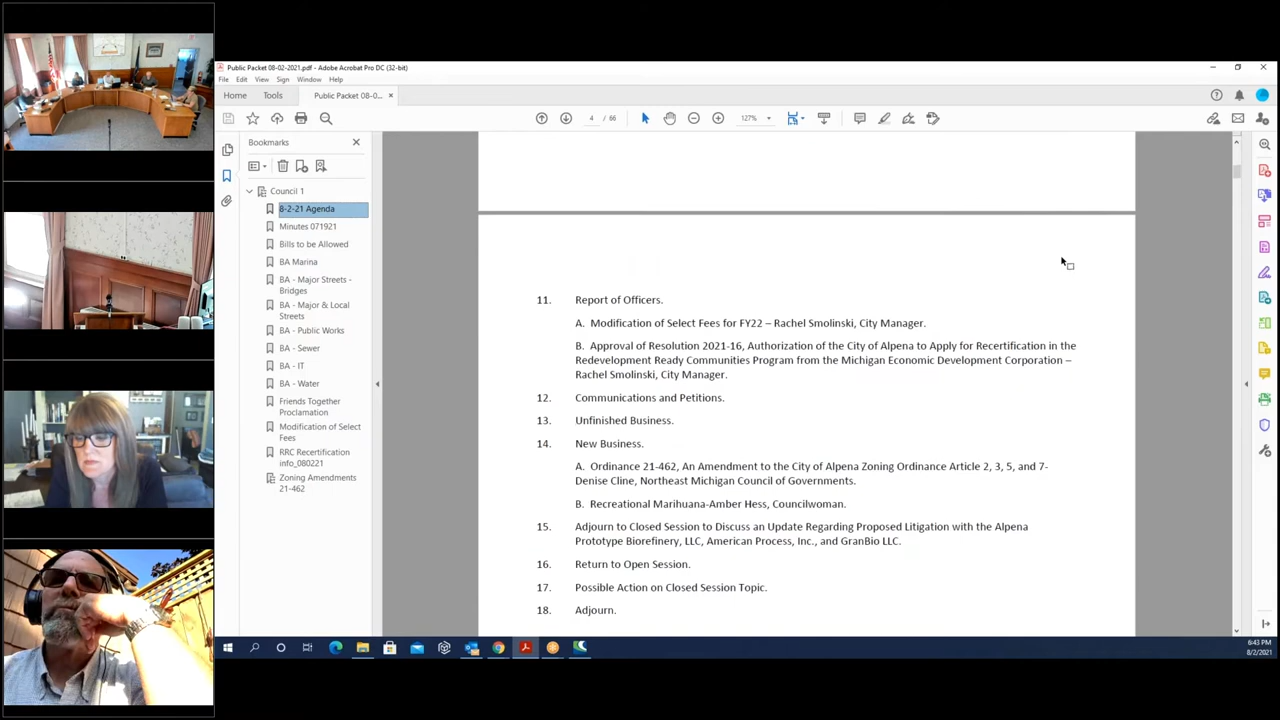 Public Packet 08-02-2021.pdf - Adobe Acrobat Pro DC (32-bit)
File Edit View Sign Window Help
Home Tools Public Packet 08-0... ×
4 / 66 127%
Bookmarks
Council 1
8-2-21 Agenda
Minutes 071921
Bills to be Allowed
BA Marina
BA - Major Streets -
Bridges
BA - Major & Local
Streets
BA - Public Works
BA - Sewer
BA - IT
BA - Water
Friends Together
Proclamation
Modification of Select
Fees
RRC Recertification
info_080221
Zoning Amendments
21-462
11. Report of Officers.
A. Modification of Select Fees for FY22 – Rachel Smolinski, City Manager.
B. Approval of Resolution 2021-16, Authorization of the City of Alpena to Apply for Recertification in the
Redevelopment Ready Communities Program from the Michigan Economic Development Corporation –
Rachel Smolinski, City Manager.
12. Communications and Petitions.
13. Unfinished Business.
14. New Business.
A. Ordinance 21-462, An Amendment to the City of Alpena Zoning Ordinance Article 2, 3, 5, and 7-
Denise Cline, Northeast Michigan Council of Governments.
B. Recreational Marihuana-Amber Hess, Councilwoman.
15. Adjourn to Closed Session to Discuss an Update Regarding Proposed Litigation with the Alpena
Prototype Biorefinery, LLC, American Process, Inc., and GranBio LLC.
16. Return to Open Session.
17. Possible Action on Closed Session Topic.
18. Adjourn.
6:43 PM
8/2/2021